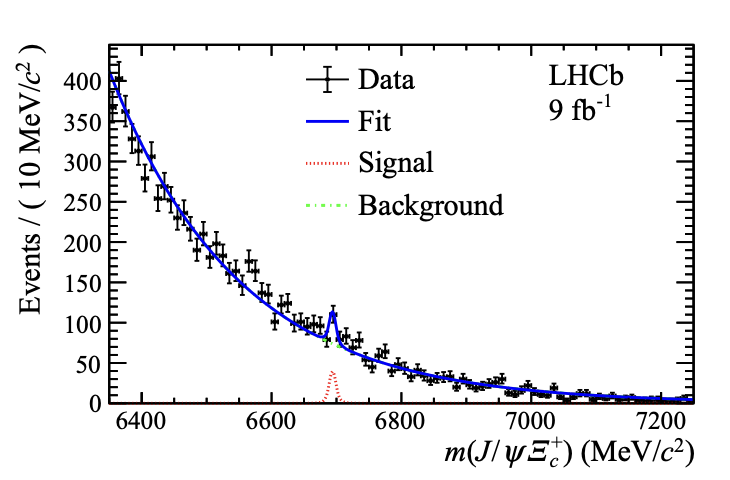 Events / ( 10 MeV/c² )
400
350
300
250
200
150
100
50
0
Data
Fit
Signal
Background
LHCb
9 fb⁻¹
6400 6600 6800 7000 7200
m(J/ψΞc⁺) (MeV/c²)